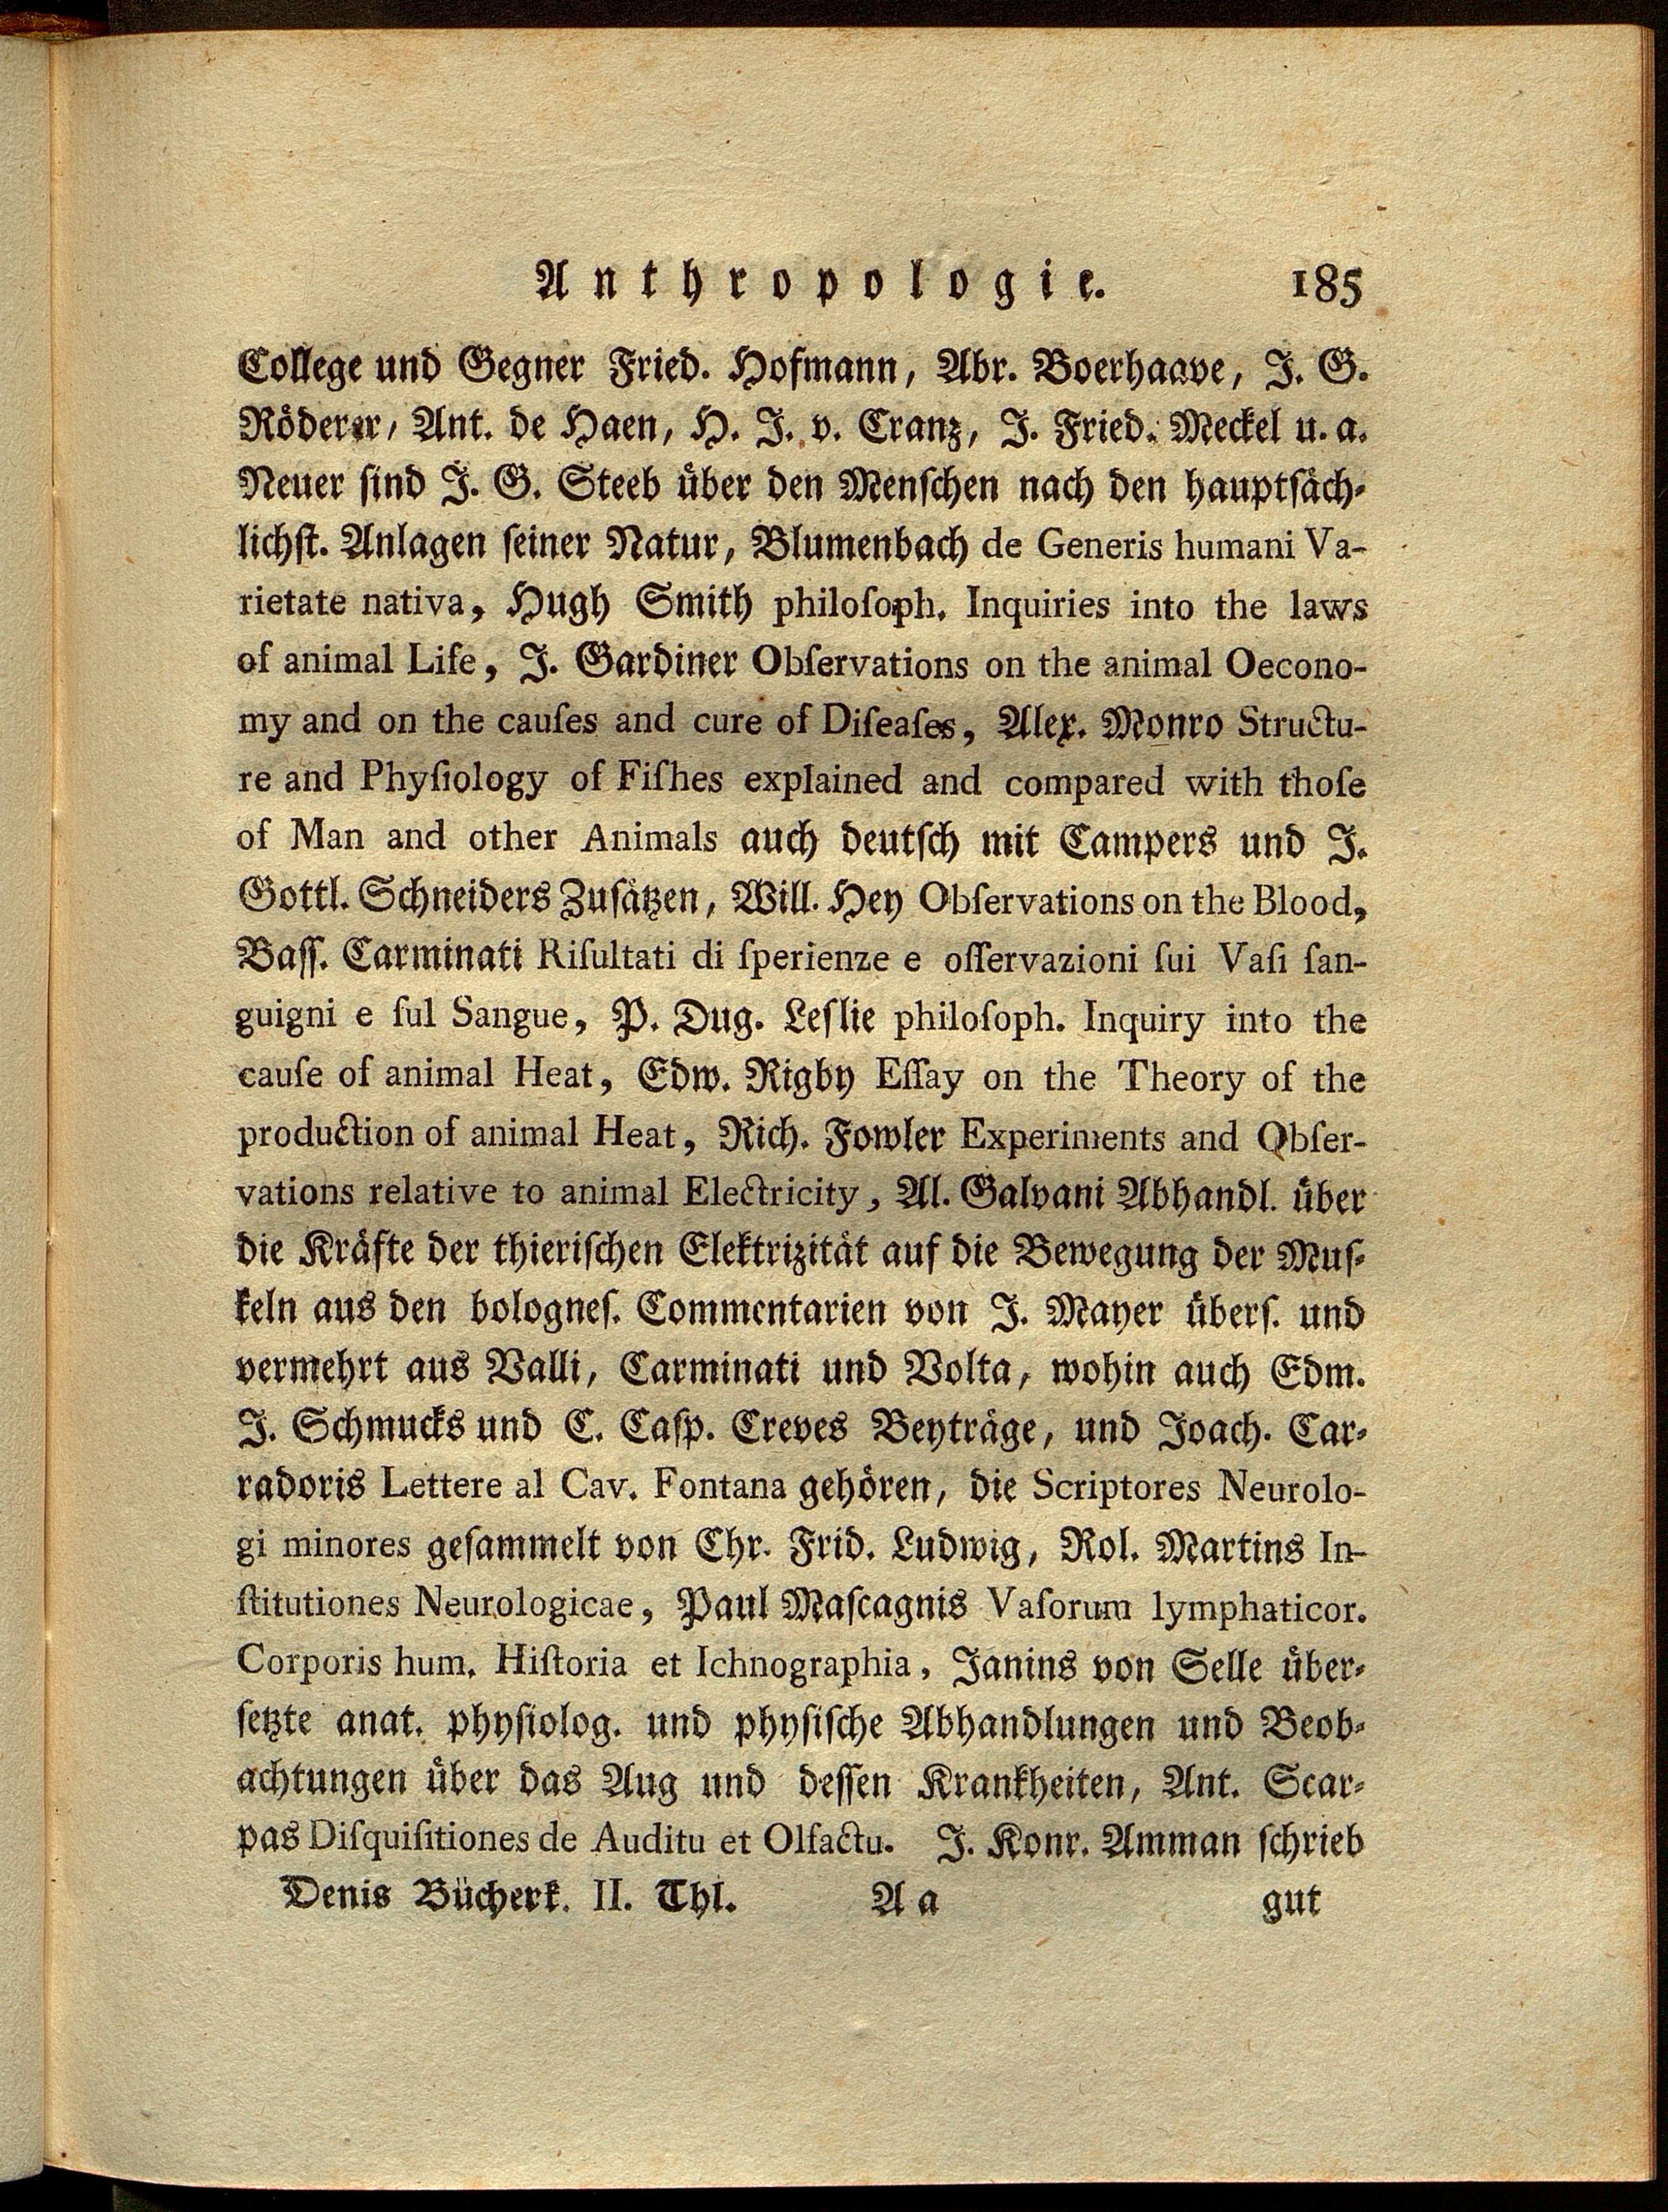 Anthropologie. 185
College und Gegner Fried. Hofmann, Abr. Boerhaave, J. G.
Röderer, Ant. de Haen, H. J. v. Cranz, J. Fried. Meckel u. a.
Neuer sind J. G. Steeb über den Menschen nach den hauptsäch-
lichst. Anlagen seiner Natur, Blumenbach de Generis humani Va-
rietate nativa, Hugh Smith philoſoph. Inquiries into the laws
of animal Life, J. Gardiner Obſervations on the animal Oecono-
my and on the cauſes and cure of Diſeaſes, Alex. Monro Structu-
re and Phyſiology of Fiſhes explained and compared with thoſe
of Man and other Animals auch deutſch mit Campers und J.
Gottl. Schneiders Zuſätzen, Will. Hey Obſervations on the Blood,
Baſſ. Carminati Riſultati di ſperienze e oſſervazioni ſui Vaſi ſan-
guigni e ſul Sangue, P. Dug. Leſlie philoſoph. Inquiry into the
cauſe of animal Heat, Edw. Rigby Eſſay on the Theory of the
production of animal Heat, Rich. Fowler Experiments and Obſer-
vations relative to animal Electricity, Al. Galvani Abhandl. über
die Kräfte der thieriſchen Elektrizität auf die Bewegung der Muſ-
keln aus den bologneſ. Commentarien von J. Mayer überſ. und
vermehrt aus Valli, Carminati und Volta, wohin auch Edm.
J. Schmucks und C. Caſp. Creves Beyträge, und Joach. Car-
radoris Lettere al Cav. Fontana gehören, die Scriptores Neurolo-
gi minores geſammelt von Chr. Frid. Ludwig, Rol. Martins In-
ſtitutiones Neurologicae, Paul Maſcagnis Vaſorum lymphaticor.
Corporis hum. Hiſtoria et Ichnographia, Janins von Selle über-
ſetzte anat. phyſiolog. und phyſiſche Abhandlungen und Beob-
achtungen über das Aug und deſſen Krankheiten, Ant. Scar-
pas Diſquiſitiones de Auditu et Olfactu. J. Konr. Amman ſchrieb
Denis Bücherk. II. Thl. A a gut